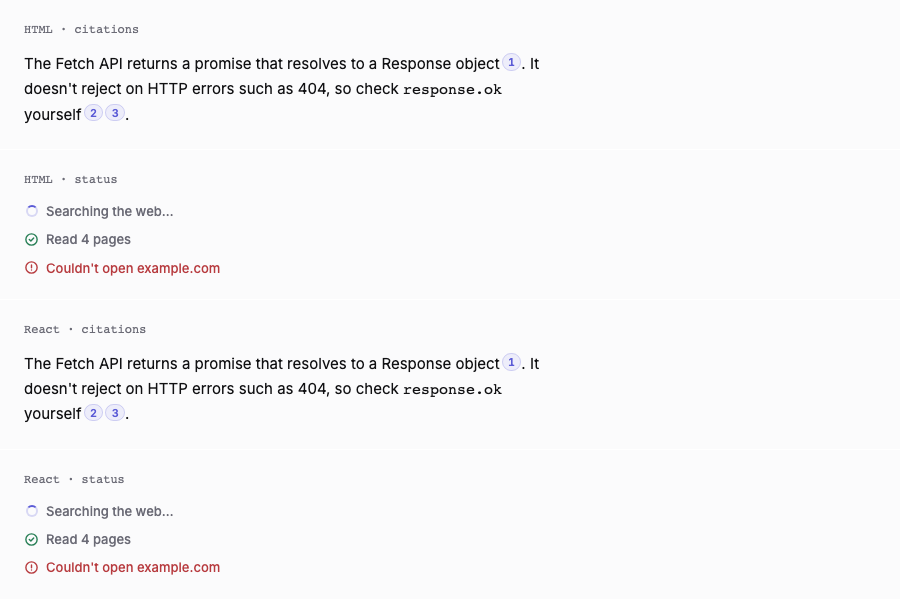 HTML · citations
The Fetch API returns a promise that resolves to a Response object 1. It
doesn't reject on HTTP errors such as 404, so check response.ok
yourself 2 3.
HTML · status
Searching the web...
Read 4 pages
Couldn't open example.com
React · citations
The Fetch API returns a promise that resolves to a Response object 1. It
doesn't reject on HTTP errors such as 404, so check response.ok
yourself 2 3.
React · status
Searching the web...
Read 4 pages
Couldn't open example.com